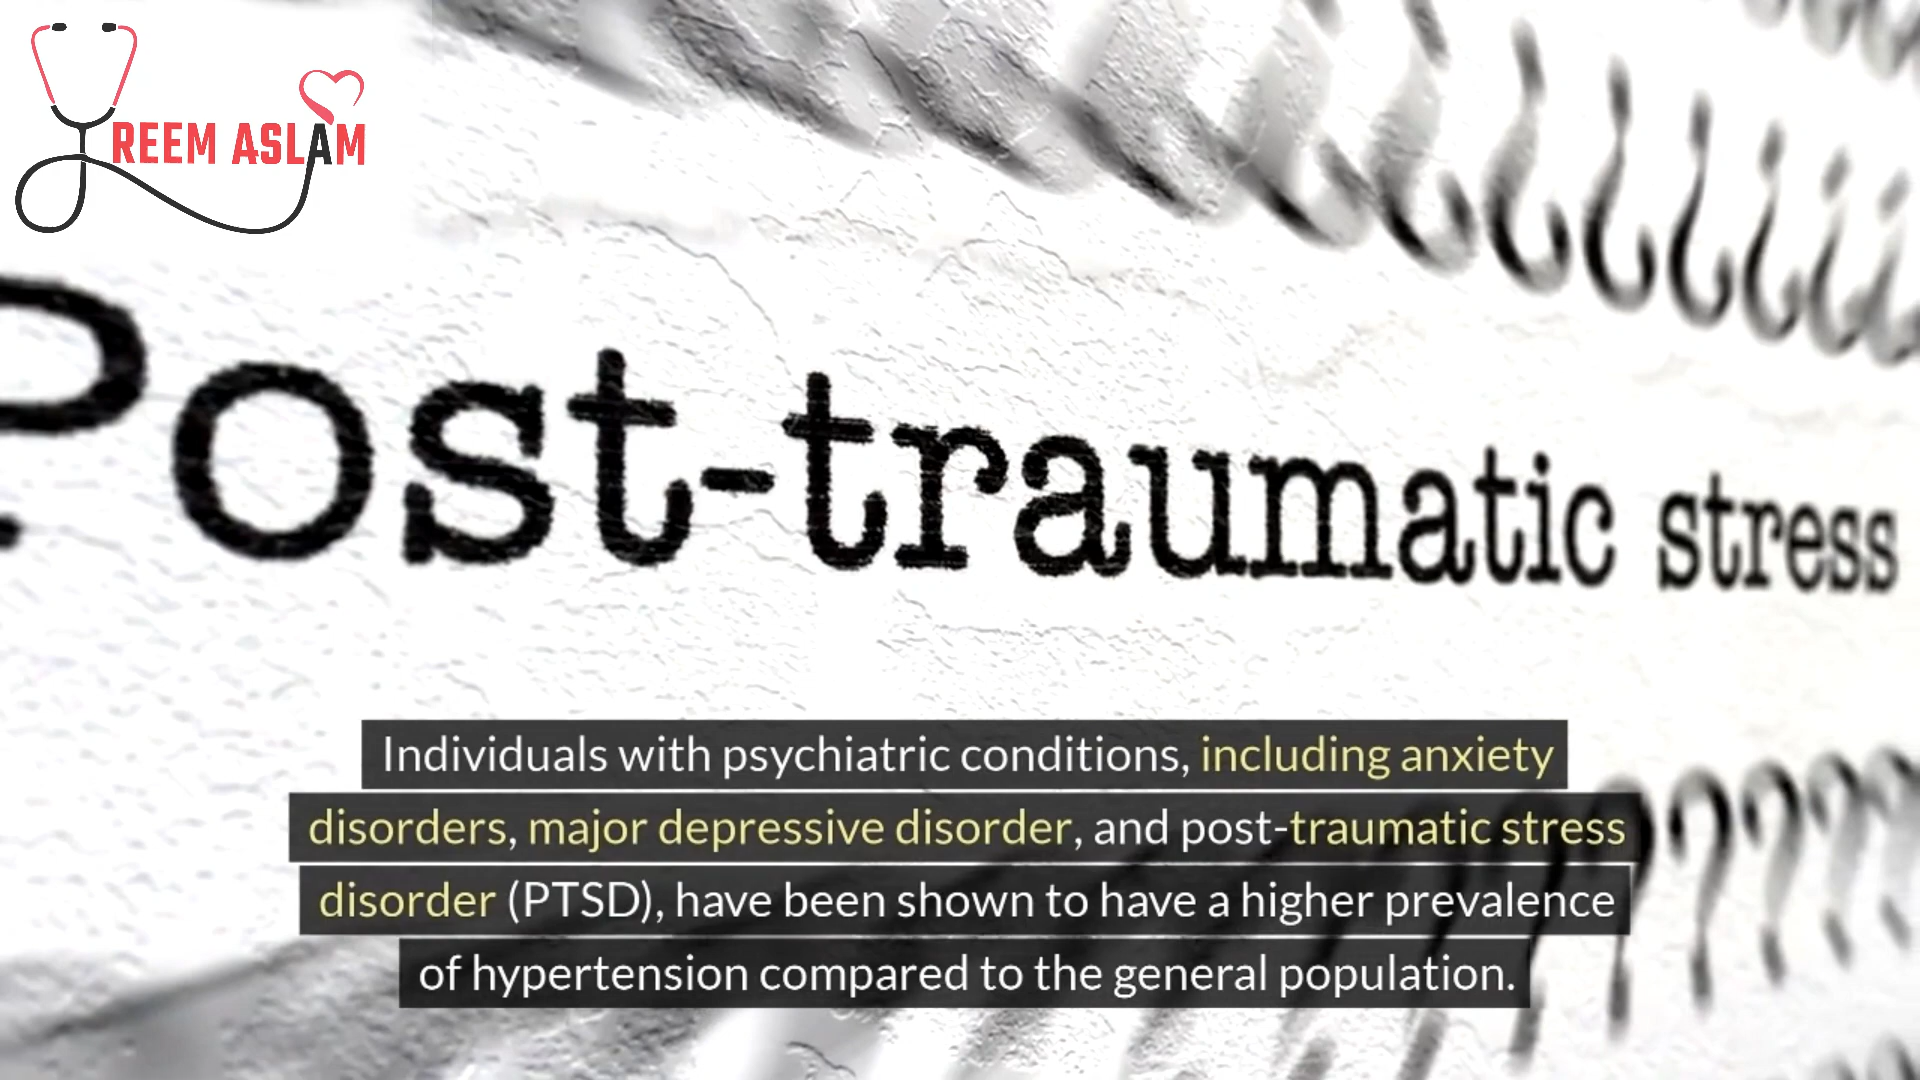 REEM ASLAM
Post-traumatic stress
Individuals with psychiatric conditions, including anxiety
disorders, major depressive disorder, and post-traumatic stress
disorder (PTSD), have been shown to have a higher prevalence
of hypertension compared to the general population.